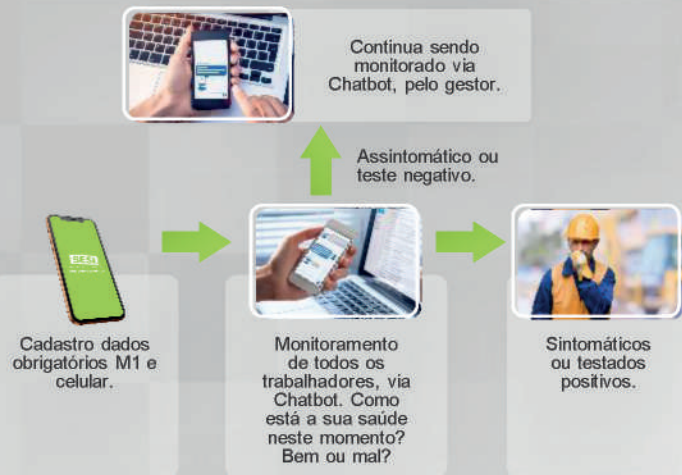 Continua sendo
monitorado via
Chatbot, pelo gestor.
Assintomático ou
teste negativo.
SESI
Cadastro dados
obrigatórios M1 e
celular.
Monitoramento
de todos os
trabalhadores, via
Chatbot. Como
está a sua saúde
neste momento?
Bem ou mal?
Sintomáticos
ou testados
positivos.